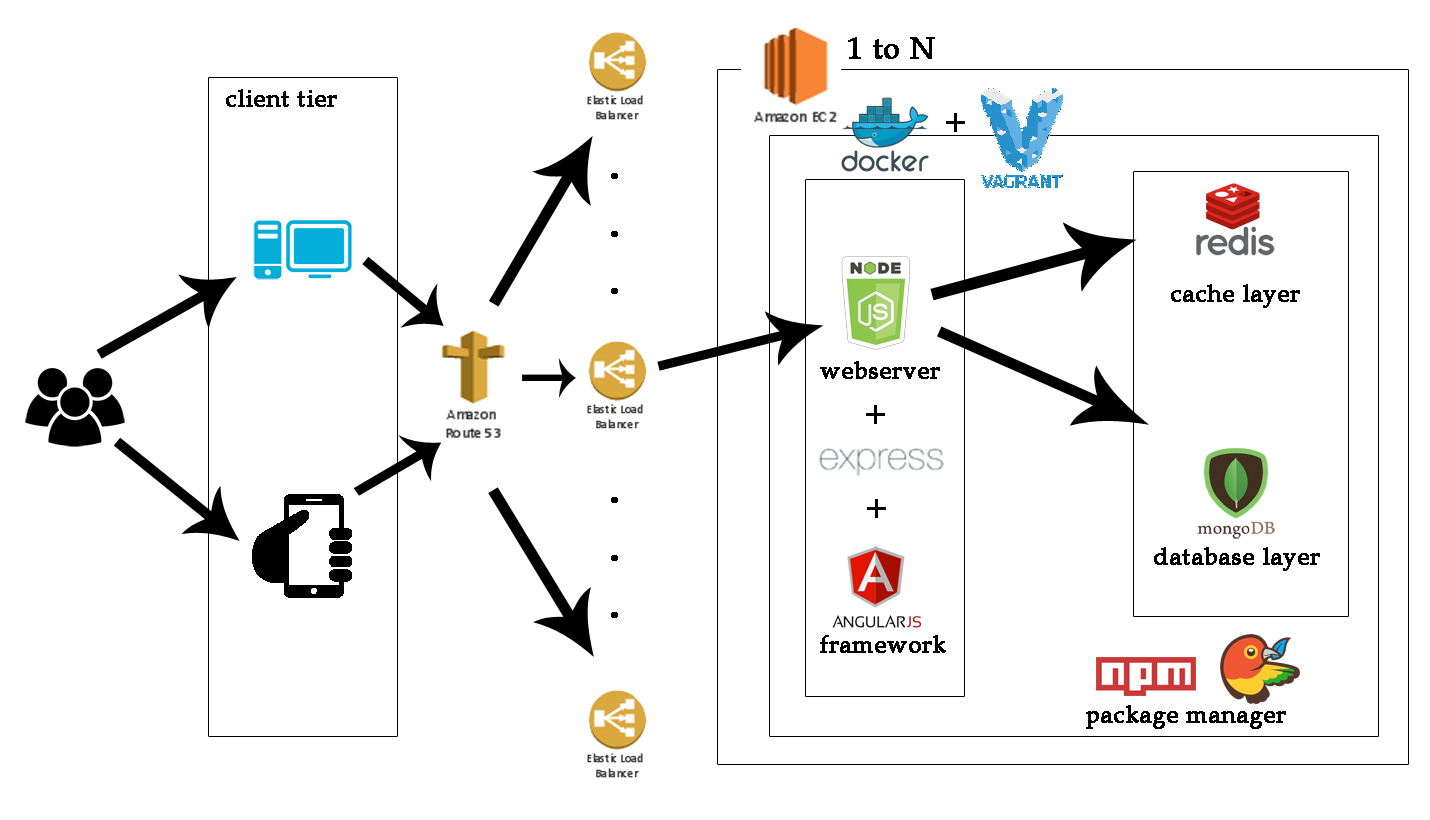 1 to N
Elastic Load
Balancer
client tier
Amazon EC2
+
docker
VAGRANT
redis
NODE
JS
cache layer
Elastic Load
Balancer
webserver
Amazon
Route 53
+
express
+
mongoDB
database layer
A
ANGULARJS
framework
npm
package manager
Elastic Load
Balancer